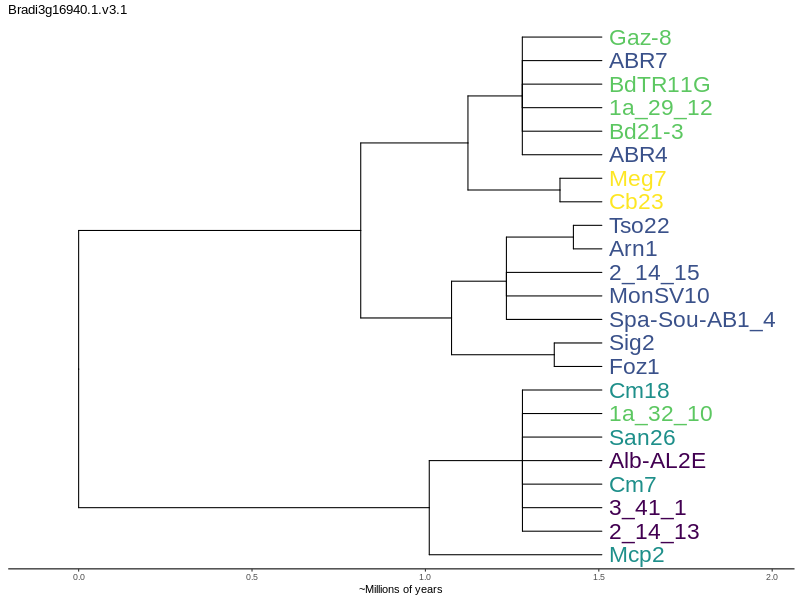 Bradi3g16940.1.v3.1
Gaz-8
ABR7
BdTR11G
1a_29_12
Bd21-3
ABR4
Meg7
Cb23
Tso22
Arn1
2_14_15
MonSV10
Spa-Sou-AB1_4
Sig2
Foz1
Cm18
1a_32_10
San26
Alb-AL2E
Cm7
3_41_1
2_14_13
Mcp2
0.0 0.5 1.0 1.5 2.0
~Millions of years